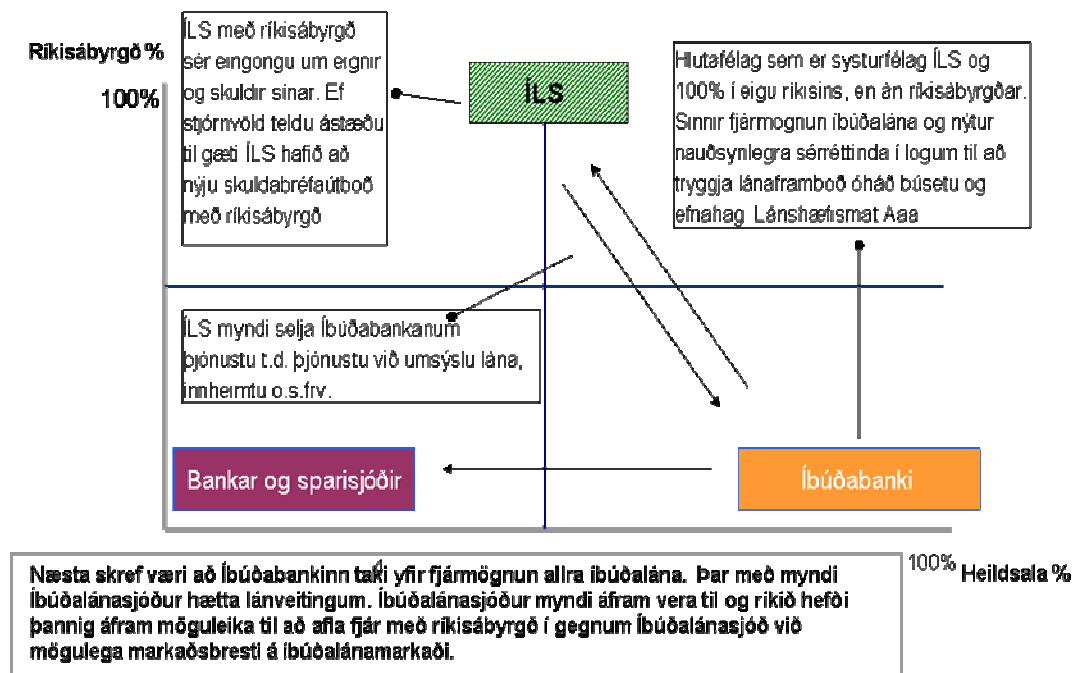 Ríkisábyrgð %
100%
ÍLS með ríkisábyrgð
sér eingongu um eignir
og skuldir sínar. Ef
stjórnvöld teldu ástæðu
til gæti ÍLS hafið að
nýju skuldabréfaútboð
með ríkisábyrgð
ÍLS
Hlutafélag sem er systurfélag ÍLS og
100% í eigu ríkisins, en án ríkisábyrgðar.
Sinnir fjármognun íbúðalána og nýtur
nauðsynlegra sérréttinda í logum til að
tryggja lánaframboð óháð búsetu og
efnahag. Lánshæfismat Aaa
ÍLS myndi selja Íbúðabankanum
þjónustu t.d. þjónustu við umsýslu lána,
innheimtu o.s.frv.
Bankar og sparisjóðir
Íbúðabanki
100% Heildsala %
Næsta skref væri að Íbúðabankinn taki yfir fjármögnun allra íbúðalána. Þar með myndi
Íbúðalánasjóður hætta lánveitingum. Íbúðalánasjóður myndi áfram vera til og ríkið hefði
þannig áfram möguleika til að afla fjár með ríkisábyrgð í gegnum Íbúðalánasjóð við
mögulega markaðsbresti á íbúðalánamarkaði.